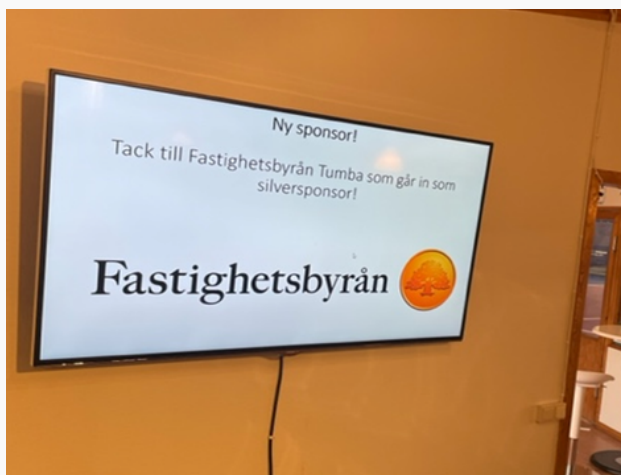 Ny sponsor!
Tack till Fastighetsbyrån Tumba som går in som
silversponsor!
Fastighetsbyrån